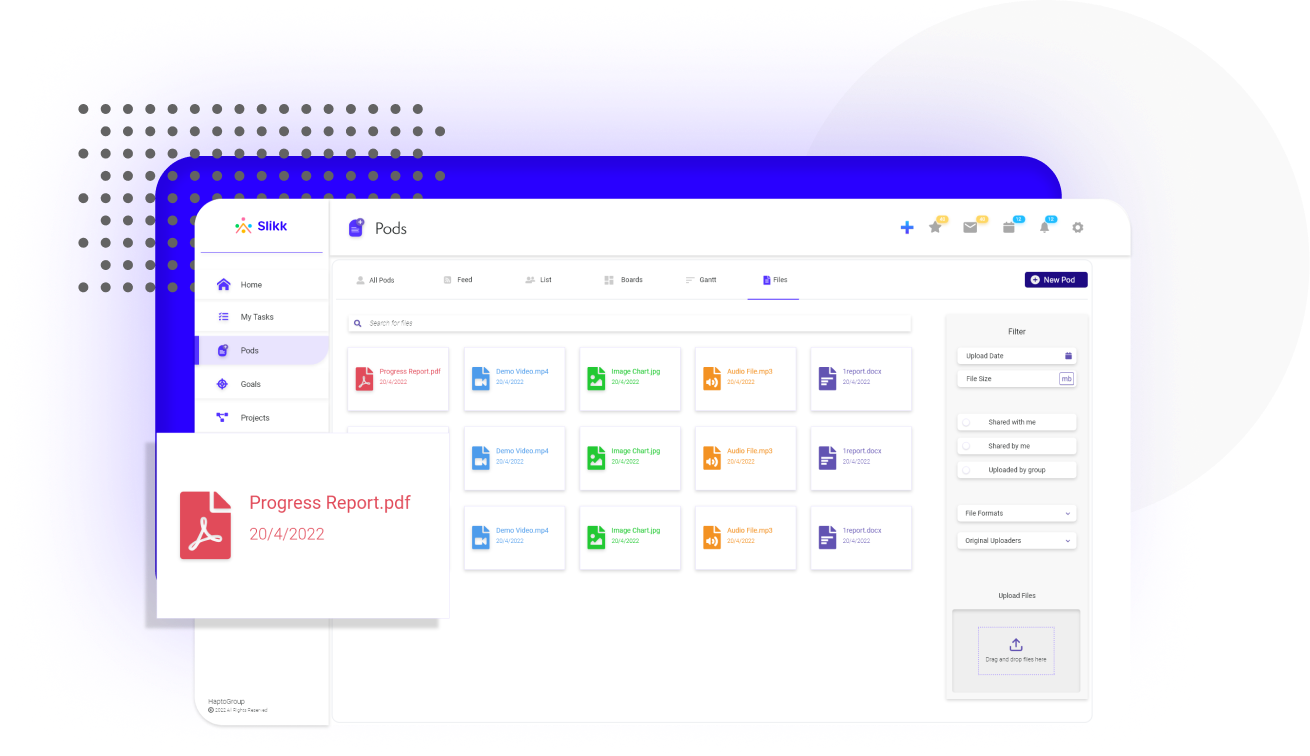 Slikk
Pods
Home
My Tasks
Pods
Goals
Projects
All Pods
Feed
List
Boards
Gantt
Files
New Pod
Search for files
Progress Report.pdf
20/4/2022
Demo Video.mp4
20/4/2022
Image Chart.jpg
20/4/2022
Audio File.mp3
20/4/2022
1report.docx
20/4/2022
Demo Video.mp4
20/4/2022
Image Chart.jpg
20/4/2022
Audio File.mp3
20/4/2022
1report.docx
20/4/2022
Demo Video.mp4
20/4/2022
Image Chart.jpg
20/4/2022
Audio File.mp3
20/4/2022
1report.docx
20/4/2022
Progress Report.pdf
20/4/2022
Filter
Upload Date
File Size
mb
Shared with me
Shared by me
Uploaded by group
File Formats
Original Uploaders
Upload Files
Drag and drop files here
HaptoGroup
© 2022 All Rights Reserved